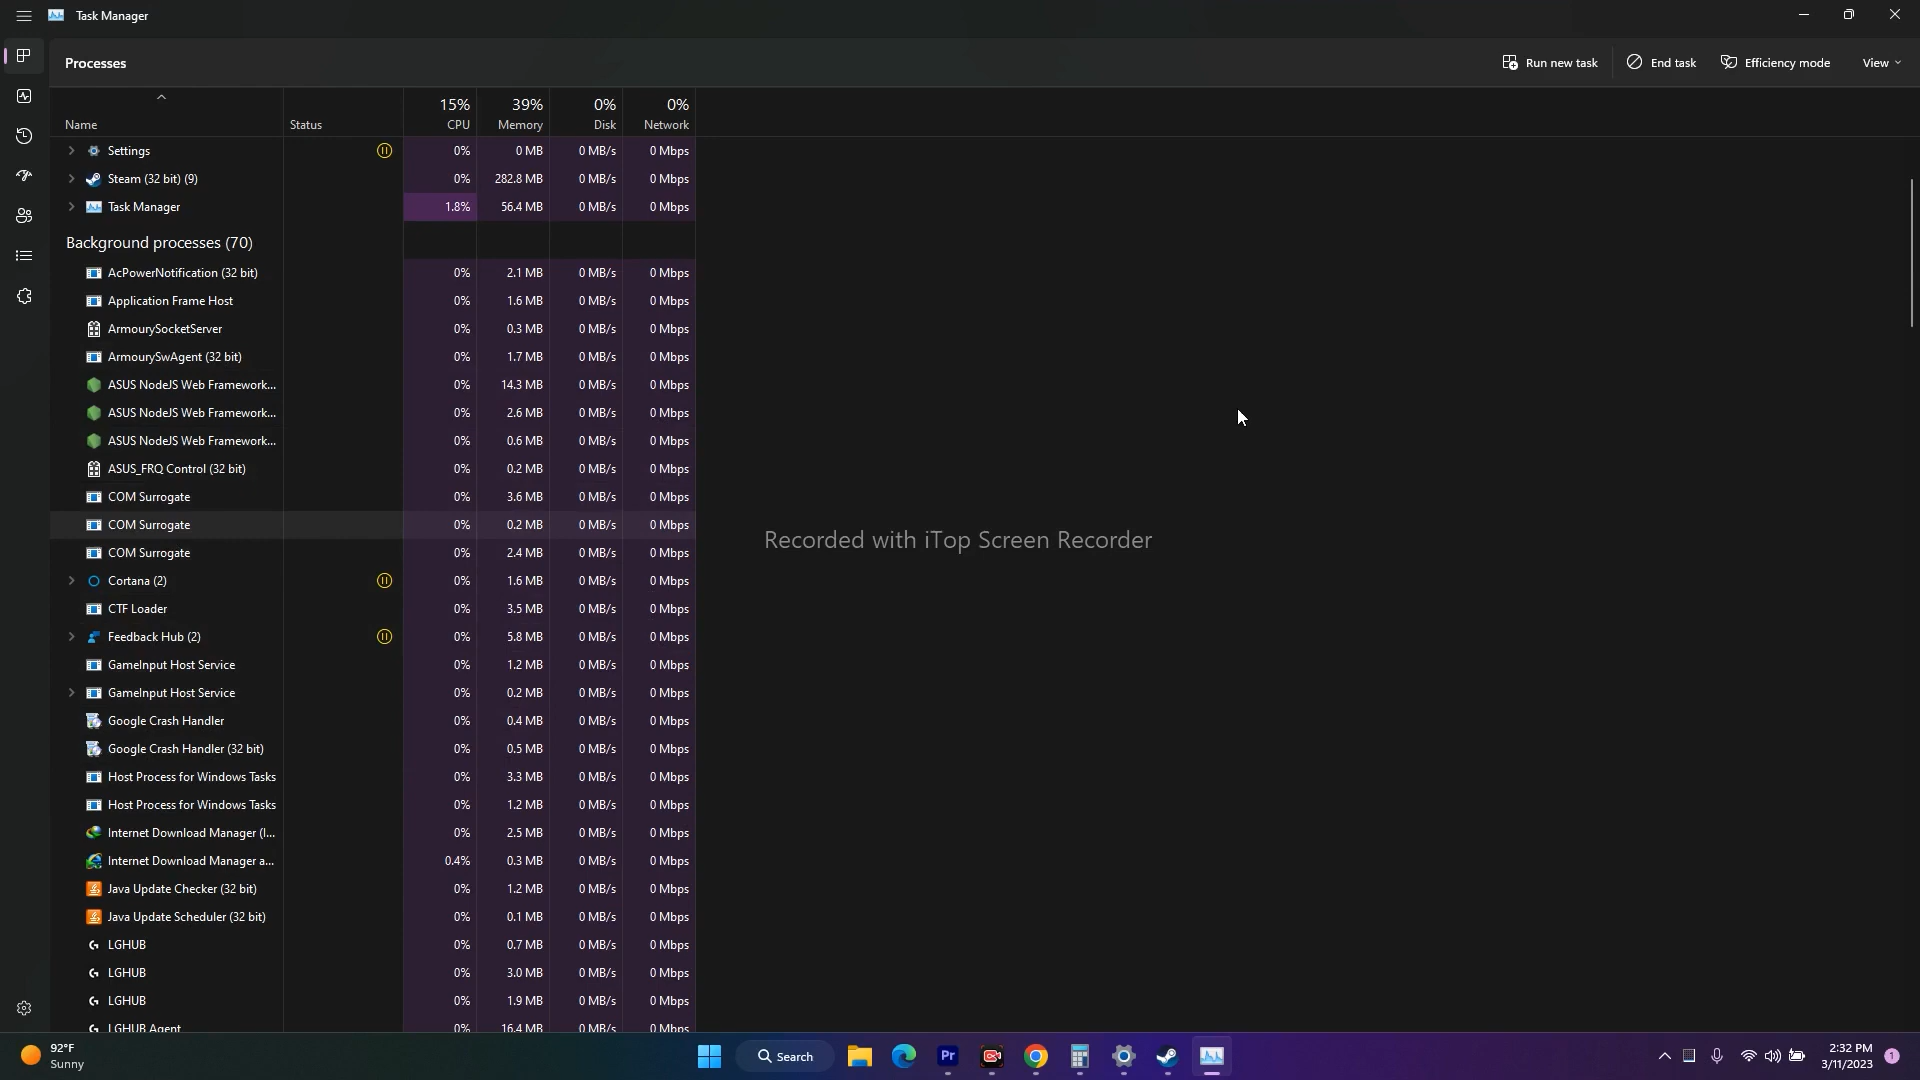 Task Manager
Processes
Run new task
End task
Efficiency mode
View
Name
Status
15% CPU
39% Memory
0% Disk
0% Network
Settings 0% 0 MB 0 MB/s 0 Mbps
Steam (32 bit) (9) 0% 282.8 MB 0 MB/s 0 Mbps
Task Manager 1.8% 56.4 MB 0 MB/s 0 Mbps
Background processes (70)
AcPowerNotification (32 bit) 0% 2.1 MB 0 MB/s 0 Mbps
Application Frame Host 0% 1.6 MB 0 MB/s 0 Mbps
ArmourySocketServer 0% 0.3 MB 0 MB/s 0 Mbps
ArmourySwAgent (32 bit) 0% 1.7 MB 0 MB/s 0 Mbps
ASUS NodeJS Web Framework... 0% 14.3 MB 0 MB/s 0 Mbps
ASUS NodeJS Web Framework... 0% 2.6 MB 0 MB/s 0 Mbps
ASUS NodeJS Web Framework... 0% 0.6 MB 0 MB/s 0 Mbps
ASUS_FRQ Control (32 bit) 0% 0.2 MB 0 MB/s 0 Mbps
COM Surrogate 0% 3.6 MB 0 MB/s 0 Mbps
COM Surrogate 0% 0.2 MB 0 MB/s 0 Mbps
Recorded with iTop Screen Recorder
COM Surrogate 0% 2.4 MB 0 MB/s 0 Mbps
Cortana (2) 0% 1.6 MB 0 MB/s 0 Mbps
CTF Loader 0% 3.5 MB 0 MB/s 0 Mbps
Feedback Hub (2) 0% 5.8 MB 0 MB/s 0 Mbps
GameInput Host Service 0% 1.2 MB 0 MB/s 0 Mbps
GameInput Host Service 0% 0.2 MB 0 MB/s 0 Mbps
Google Crash Handler 0% 0.4 MB 0 MB/s 0 Mbps
Google Crash Handler (32 bit) 0% 0.5 MB 0 MB/s 0 Mbps
Host Process for Windows Tasks 0% 3.3 MB 0 MB/s 0 Mbps
Host Process for Windows Tasks 0% 1.2 MB 0 MB/s 0 Mbps
Internet Download Manager (I... 0% 2.5 MB 0 MB/s 0 Mbps
Internet Download Manager a... 0.4% 0.3 MB 0 MB/s 0 Mbps
Java Update Checker (32 bit) 0% 1.2 MB 0 MB/s 0 Mbps
Java Update Scheduler (32 bit) 0% 0.1 MB 0 MB/s 0 Mbps
LGHUB 0% 0.7 MB 0 MB/s 0 Mbps
LGHUB 0% 3.0 MB 0 MB/s 0 Mbps
LGHUB 0% 1.9 MB 0 MB/s 0 Mbps
LGHUB Agent 0% 16.4 MB 0 MB/s 0 Mbps
92°F
Sunny
Search
Pr
2:32 PM
3/11/2023
1